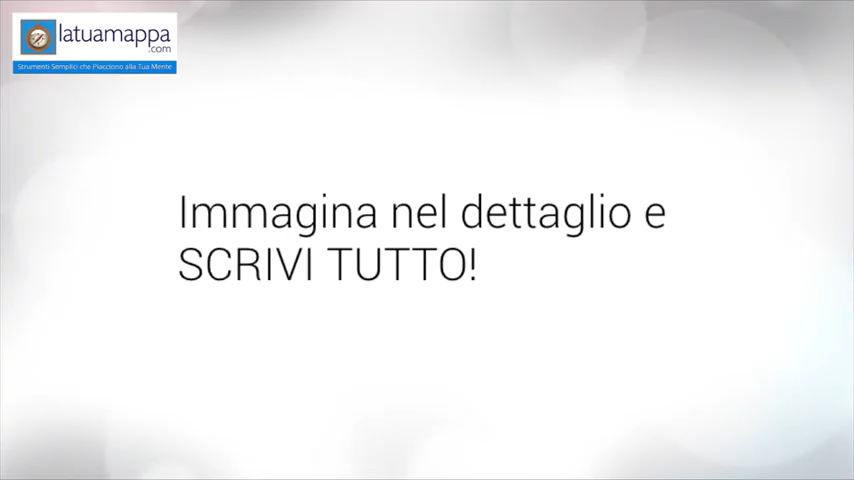 latuamappa
.com
Strumenti Semplici che Piacciono alla Tua Mente
Immagina nel dettaglio e
SCRIVI TUTTO!